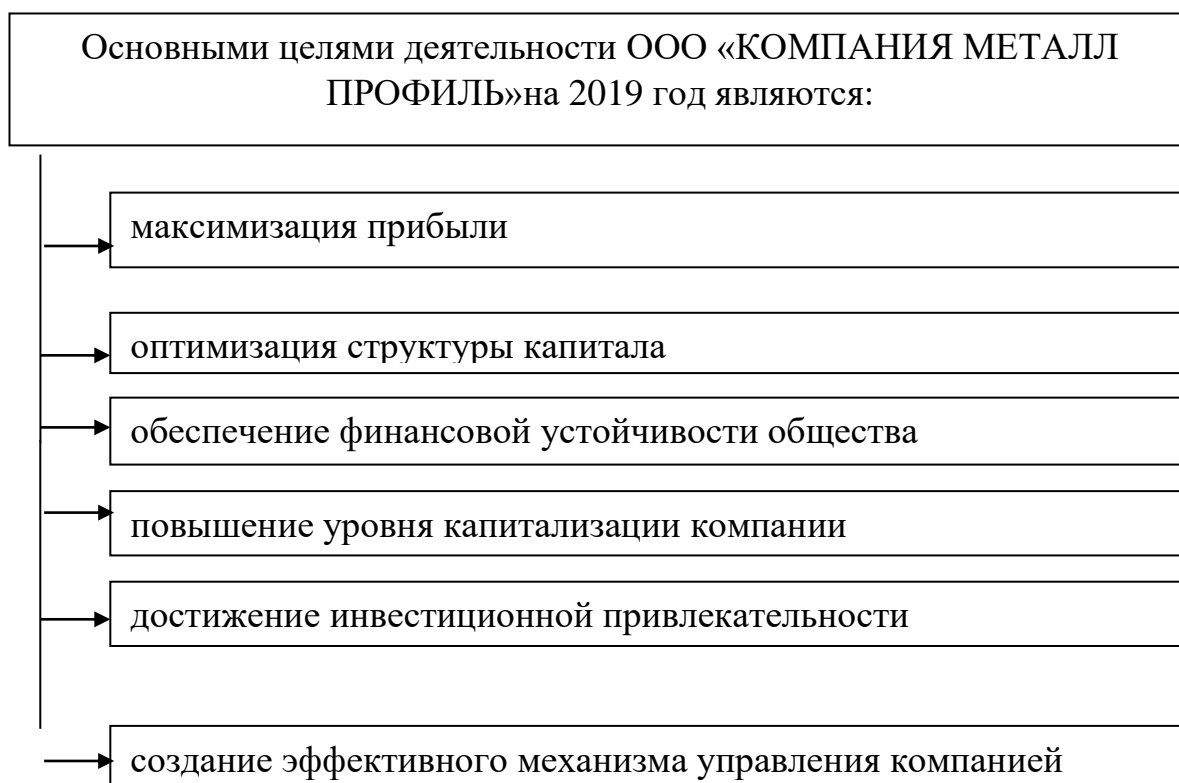 Основными целями деятельности ООО «КОМПАНИЯ МЕТАЛЛ
ПРОФИЛЬ»на 2019 год являются:
максимизация прибыли
оптимизация структуры капитала
обеспечение финансовой устойчивости общества
повышение уровня капитализации компании
достижение инвестиционной привлекательности
создание эффективного механизма управления компанией